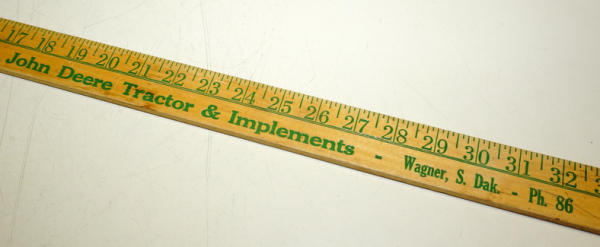 17 18 19 20 21 22 23 24 25 26 27 28 29 30 31 32
John Deere Tractor & Implements - Wagner, S. Dak. - Ph. 86